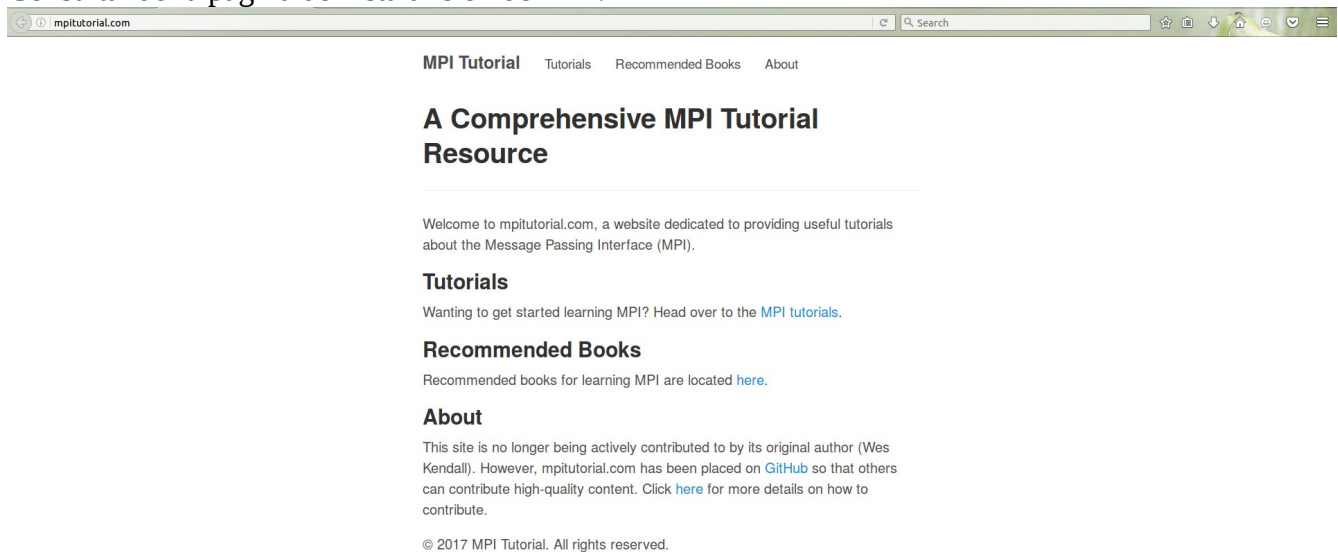 mpitutorial.com
Search
MPI Tutorial Tutorials Recommended Books About
A Comprehensive MPI Tutorial
Resource
Welcome to mpitutorial.com, a website dedicated to providing useful tutorials
about the Message Passing Interface (MPI).
Tutorials
Wanting to get started learning MPI? Head over to the MPI tutorials.
Recommended Books
Recommended books for learning MPI are located here.
About
This site is no longer being actively contributed to by its original author (Wes
Kendall). However, mpitutorial.com has been placed on GitHub so that others
can contribute high-quality content. Click here for more details on how to
contribute.
© 2017 MPI Tutorial. All rights reserved.